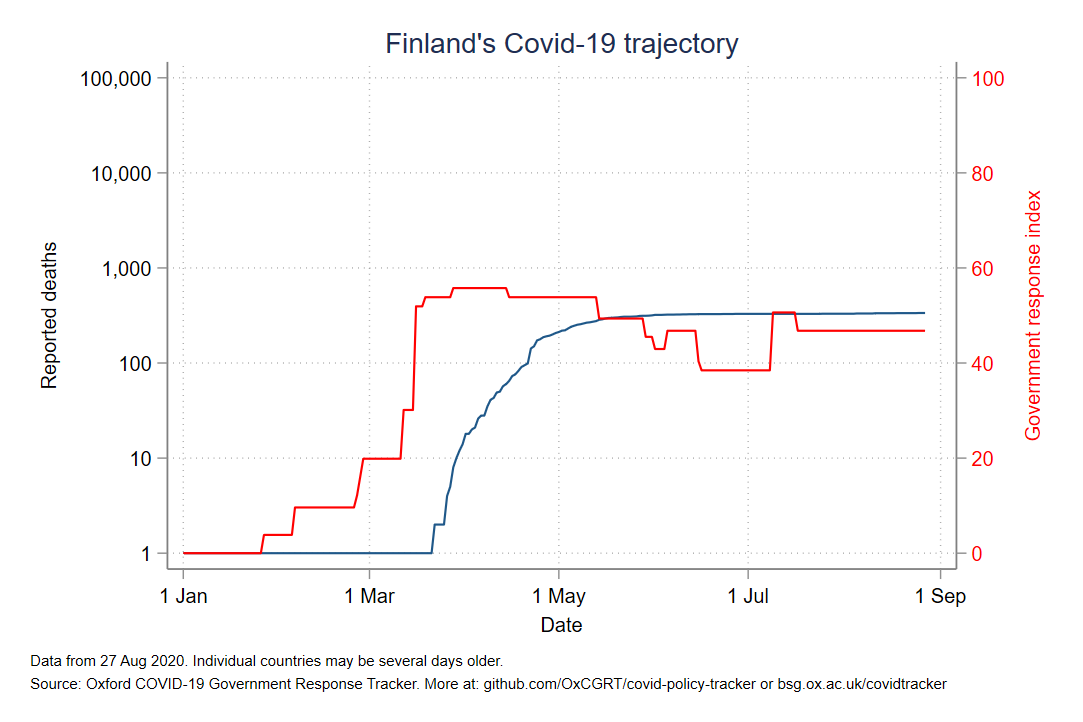 Finland's Covid-19 trajectory
100,000
10,000
1,000
100
10
1
Reported deaths
100
80
60
40
20
0
Government response index
1 Jan
1 Mar
1 May
1 Jul
1 Sep
Date
Data from 27 Aug 2020. Individual countries may be several days older.
Source: Oxford COVID-19 Government Response Tracker. More at: github.com/OxCGRT/covid-policy-tracker or bsg.ox.ac.uk/covidtracker